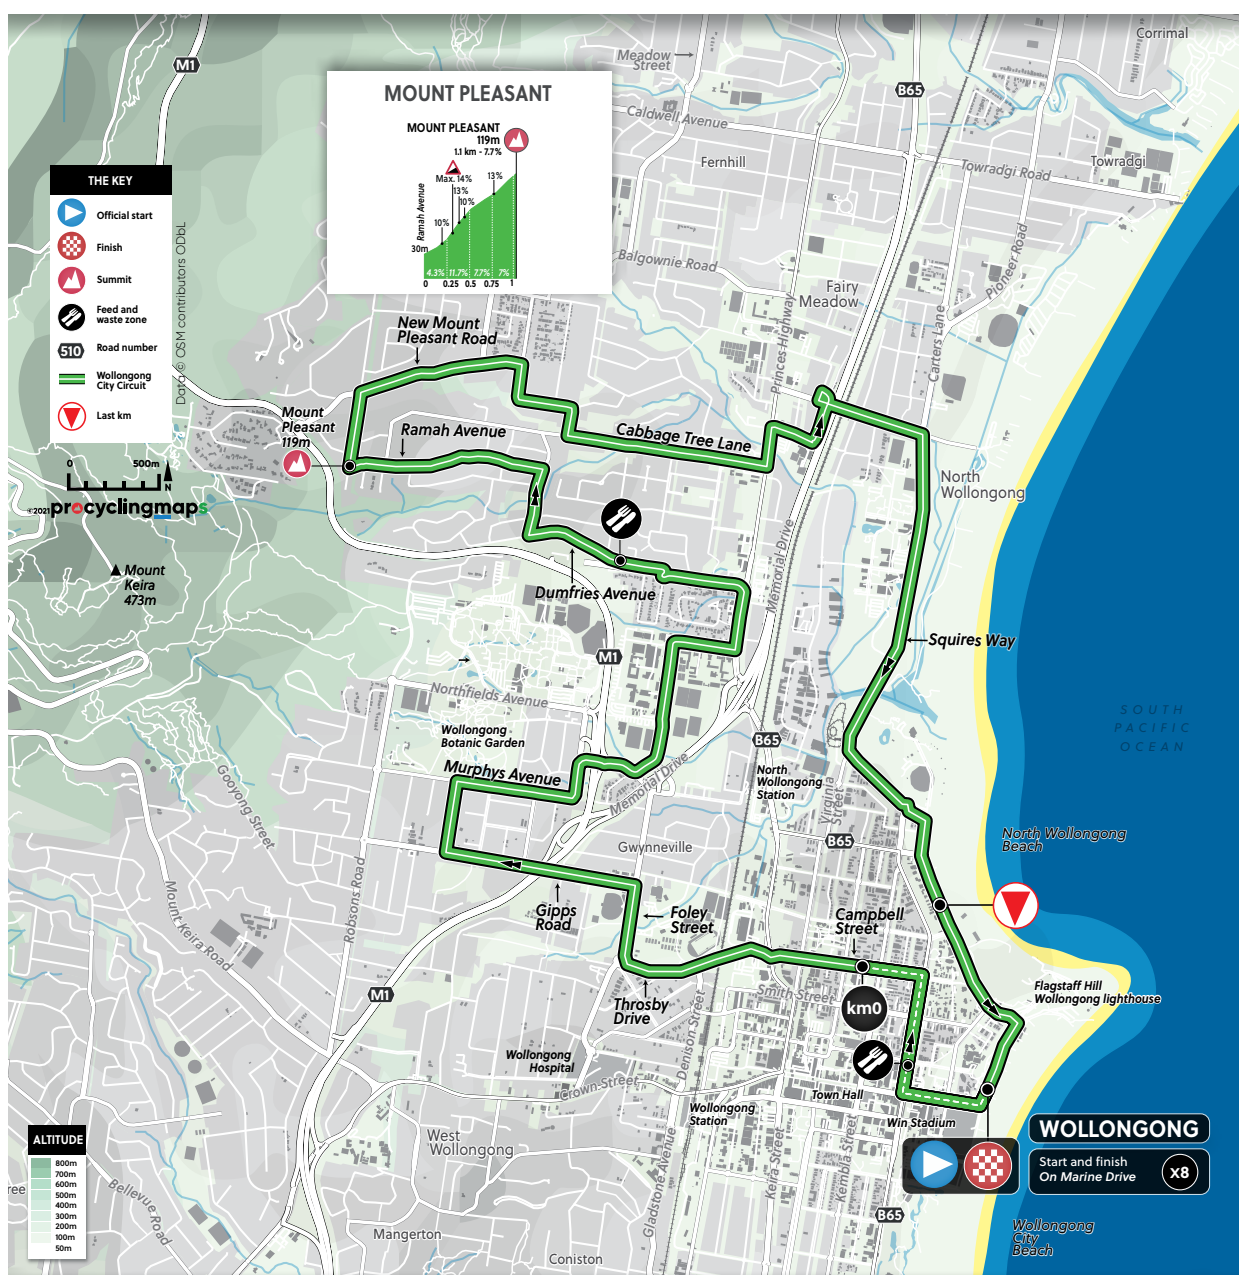 Corrimal
M1
Meadow
Street
B65
MOUNT PLEASANT
Caldwell Avenue
MOUNT PLEASANT
119m
1.1 km - 7.7%
Fernhill
Towradgi
Towradgi Road
Max. 14%
13%
13%
10%
10%
Ramah Avenue
30m
4.3%
11.7%
7.7%
7%
0
0.25
0.5
0.75
1
THE KEY
Official start
Finish
Summit
Feed and
waste zone
510
Road number
Wollongong
City Circuit
Last km
Data © OSM contributors ODbL
Balgownie Road
Pioneer Road
Fairy
Meadow
Princes Highway
Carters Lane
New Mount
Pleasant Road
Mount
Pleasant
119m
Ramah Avenue
Cabbage Tree Lane
0
500m
N
©2021 procyclingmaps
North
Wollongong
Mount
Keira
473m
Memorial Drive
Dumfries Avenue
Squires Way
M1
Northfields Avenue
SOUTH
PACIFIC
OCEAN
Wollongong
Botanic Garden
B65
Murphys Avenue
Memorial Drive
North
Wollongong
Station
Virginia
Street
Gooyong Street
B65
North Wollongong
Beach
Gwynneville
Robsons Road
Mount Keira Road
Gipps
Road
Foley
Street
Campbell
Street
M1
Throsby
Drive
Smith Street
km0
Flagstaff Hill
Wollongong lighthouse
Denison Street
Wollongong
Hospital
Crown Street
Town Hall
Wollongong
Station
Win Stadium
WOLLONGONG
Start and finish
On Marine Drive
x8
West
Wollongong
Gladstone Avenue
Keira Street
Kembla Street
B65
ALTITUDE
800m
700m
600m
500m
400m
300m
200m
100m
50m
ree
Bellevue Road
Mangerton
Coniston
Wollongong
City
Beach